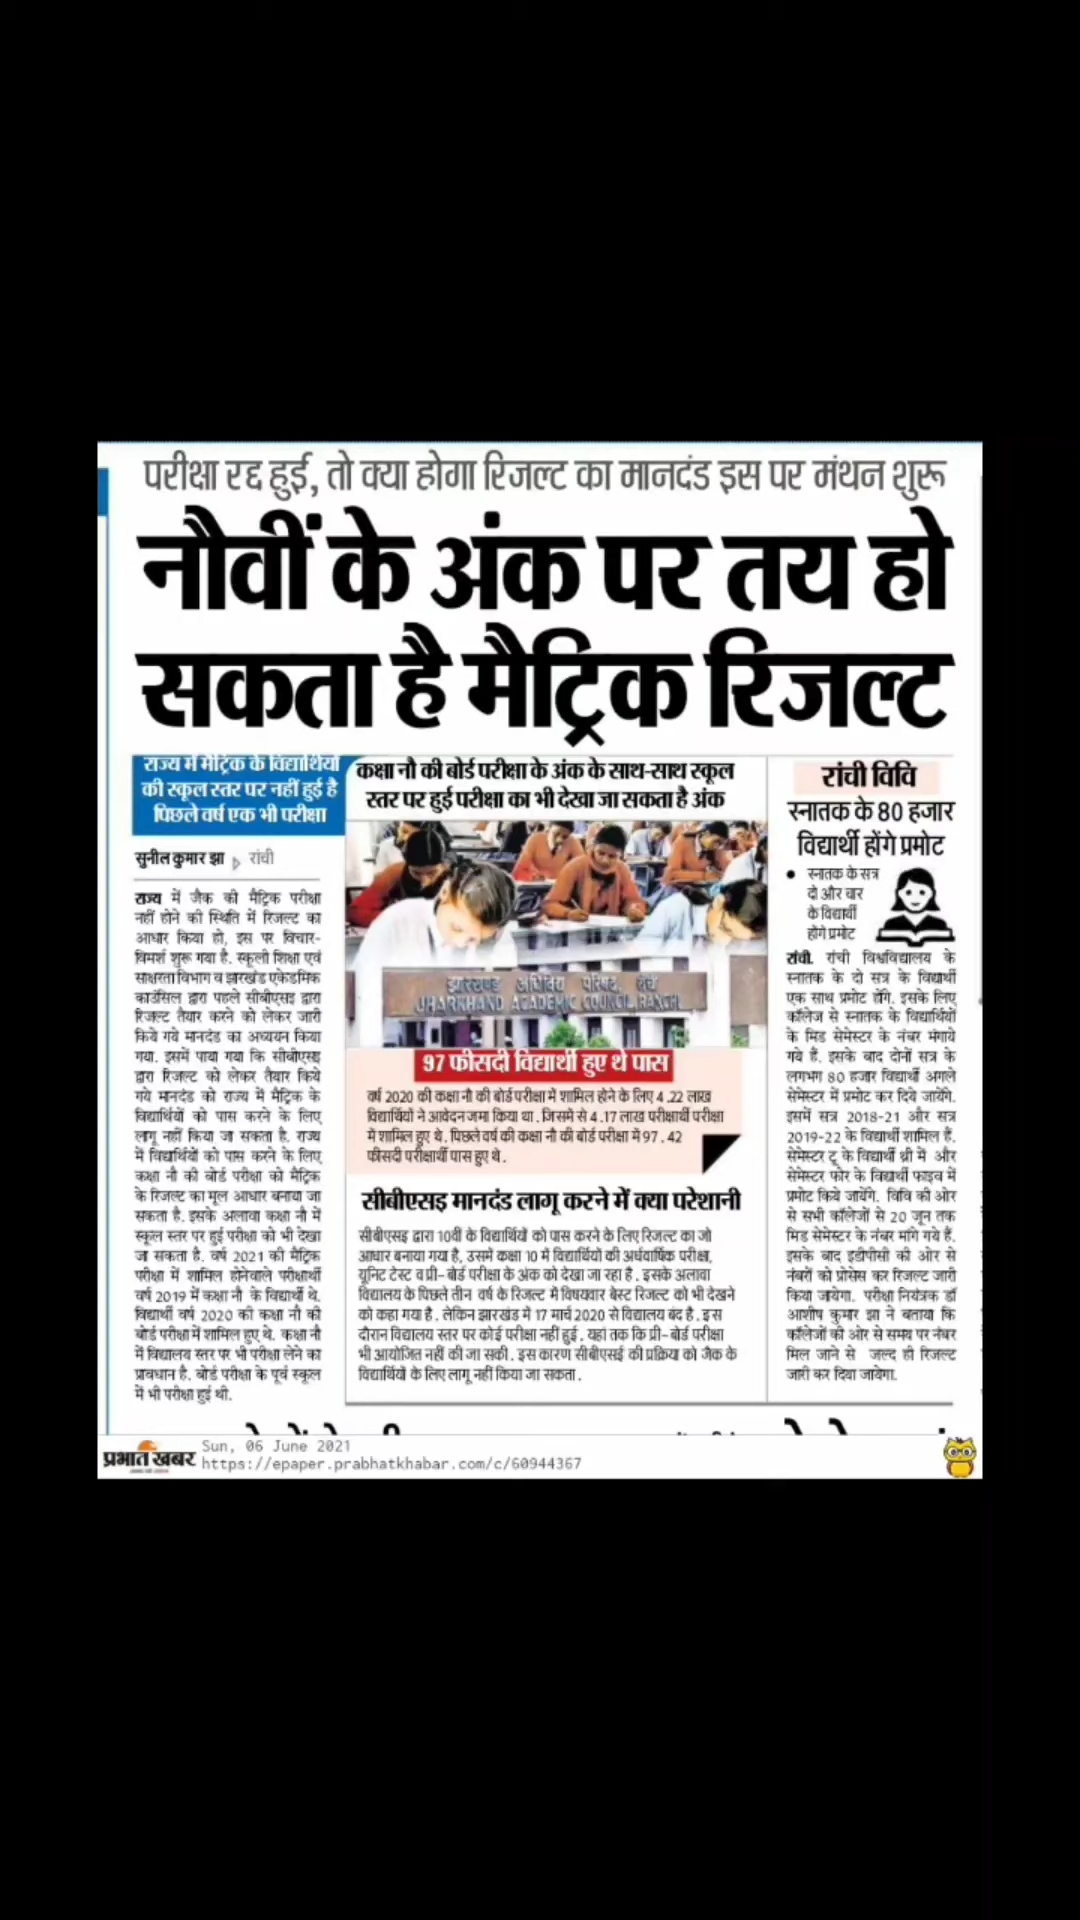 परीक्षा रद्द हुई, तो क्या होगा रिजल्ट का मानदंड इस पर मंथन शुरू
नौवीं के अंक पर तय हो
सकता है मैट्रिक रिजल्ट
राज्य में मैट्रिक के विद्यार्थियों
की स्कूल स्तर पर नहीं हुई है
पिछले वर्ष एक भी परीक्षा
सुनील कुमार झा ▷ रांची
राज्य में जैक की मैट्रिक परीक्षा
नहीं होने की स्थिति में रिजल्ट का
आधार किया हो, इस पर विचार-
विमर्श शुरू गया है. स्कूली शिक्षा एवं
साक्षरता विभाग व झारखंड एकेडमिक
काउंसिल द्वारा पहले सीबीएसइ द्वारा
रिजल्ट तैयार करने को लेकर जारी
किये गये मानदंड का अध्ययन किया
गया. इसमें पाया गया कि सीबीएसइ
द्वारा रिजल्ट को लेकर तैयार किये
गये मानदंड को राज्य में मैट्रिक के
विद्यार्थियों को पास करने के लिए
लागू नहीं किया जा सकता है. राज्य
में विद्यर्थियों को पास करने के लिए
कक्षा नौ की बोर्ड परीक्षा को मैट्रिक
के रिजल्ट का मूल आधार बनाया जा
सकता है. इसके अलावा कक्षा नौ में
स्कूल स्तर पर हुई परीक्षा को भी देखा
जा सकता है. वर्ष 2021 की मैट्रिक
परीक्षा में शामिल होनेवाले परीक्षार्थी
वर्ष 2019 में कक्षा नौ के विद्यार्थी थे.
विद्यार्थी वर्ष 2020 की कक्षा नौ की
बोर्ड परीक्षा में शामिल हुए थे. कक्षा नौ
में विद्यालय स्तर पर भी परीक्षा लेने का
प्रावधान है. बोर्ड परीक्षा के पूर्व स्कूल
में भी परीक्षा हुई थी.
कक्षा नौ की बोर्ड परीक्षा के अंक के साथ-साथ स्कूल
स्तर पर हुई परीक्षा का भी देखा जा सकता है अंक
झारखण्ड अधिविद्य परिषद्, रांची
JHARKHAND ACADEMIC COUNCIL, RANCHI
97 फीसदी विद्यार्थी हुए थे पास
वर्ष 2020 की कक्षा नौ की बोर्ड परीक्षा में शामिल होने के लिए 4.22 लाख
विद्यार्थियों ने आवेदन जमा किया था. जिसमे से 4.17 लाख परीक्षार्थी परीक्षा
में शामिल हुए थे. पिछले वर्ष की कक्षा नौ की बोर्ड परीक्षा में 97.42
फीसदी परीक्षार्थी पास हुए थे.
सीबीएसइ मानदंड लागू करने में क्या परेशानी
सीबीएसइ द्वारा 10वीं के विद्यार्थियों को पास करने के लिए रिजल्ट का जो
आधार बनाया गया है, उसमें कक्षा 10 में विद्यार्थियों की अर्धवार्षिक परीक्षा,
यूनिट टेस्ट व प्री-बोर्ड परीक्षा के अंक को देखा जा रहा है. इसके अलावा
विद्यालय के पिछले तीन वर्ष के रिजल्ट में विषयवार बेस्ट रिजल्ट को भी देखने
को कहा गया है. लेकिन झारखंड में 17 मार्च 2020 से विद्यालय बंद है. इस
दौरान विद्यालय स्तर पर कोई परीक्षा नहीं हुई. यहां तक कि प्री-बोर्ड परीक्षा
भी आयोजित नहीं की जा सकी. इस कारण सीबीएसई की प्रक्रिया को जैक के
विद्यार्थियों के लिए लागू नहीं किया जा सकता.
रांची विवि
स्नातक के 80 हजार
विद्यार्थी होंगे प्रमोट
● स्नातक के सत्र
दो और चार
के विद्यार्थी
होंगे प्रमोट
रांची. रांची विश्वविद्यालय के
स्नातक के दो सत्र के विद्यार्थी
एक साथ प्रमोट होंगे. इसके लिए
कॉलेज से स्नातक के विद्यार्थियों
के मिड सेमेस्टर के नंबर मंगाये
गये हैं. इसके बाद दोनों सत्र के
लगभग 80 हजार विद्यार्थी अगले
सेमेस्टर में प्रमोट कर दिये जायेंगे.
इसमें सत्र 2018-21 और सत्र
2019-22 के विद्यार्थी शामिल हैं.
सेमेस्टर टू के विद्यार्थी थ्री में और
सेमेस्टर फोर के विद्यार्थी फाइव में
प्रमोट किये जायेंगे. विवि की ओर
से सभी कॉलेजों से 20 जून तक
मिड सेमेस्टर के नंबर मांगे गये हैं.
इसके बाद इडीपीसी की ओर से
नंबरों को प्रोसेस कर रिजल्ट जारी
किया जायेगा. परीक्षा नियंत्रक डॉ
आशीष कुमार झा ने बताया कि
कॉलेजों की ओर से समय पर नंबर
मिल जाने से जल्द ही रिजल्ट
जारी कर दिया जायेगा.
प्रभात खबर
Sun, 06 June 2021
https://epaper.prabhatkhabar.com/c/60944367